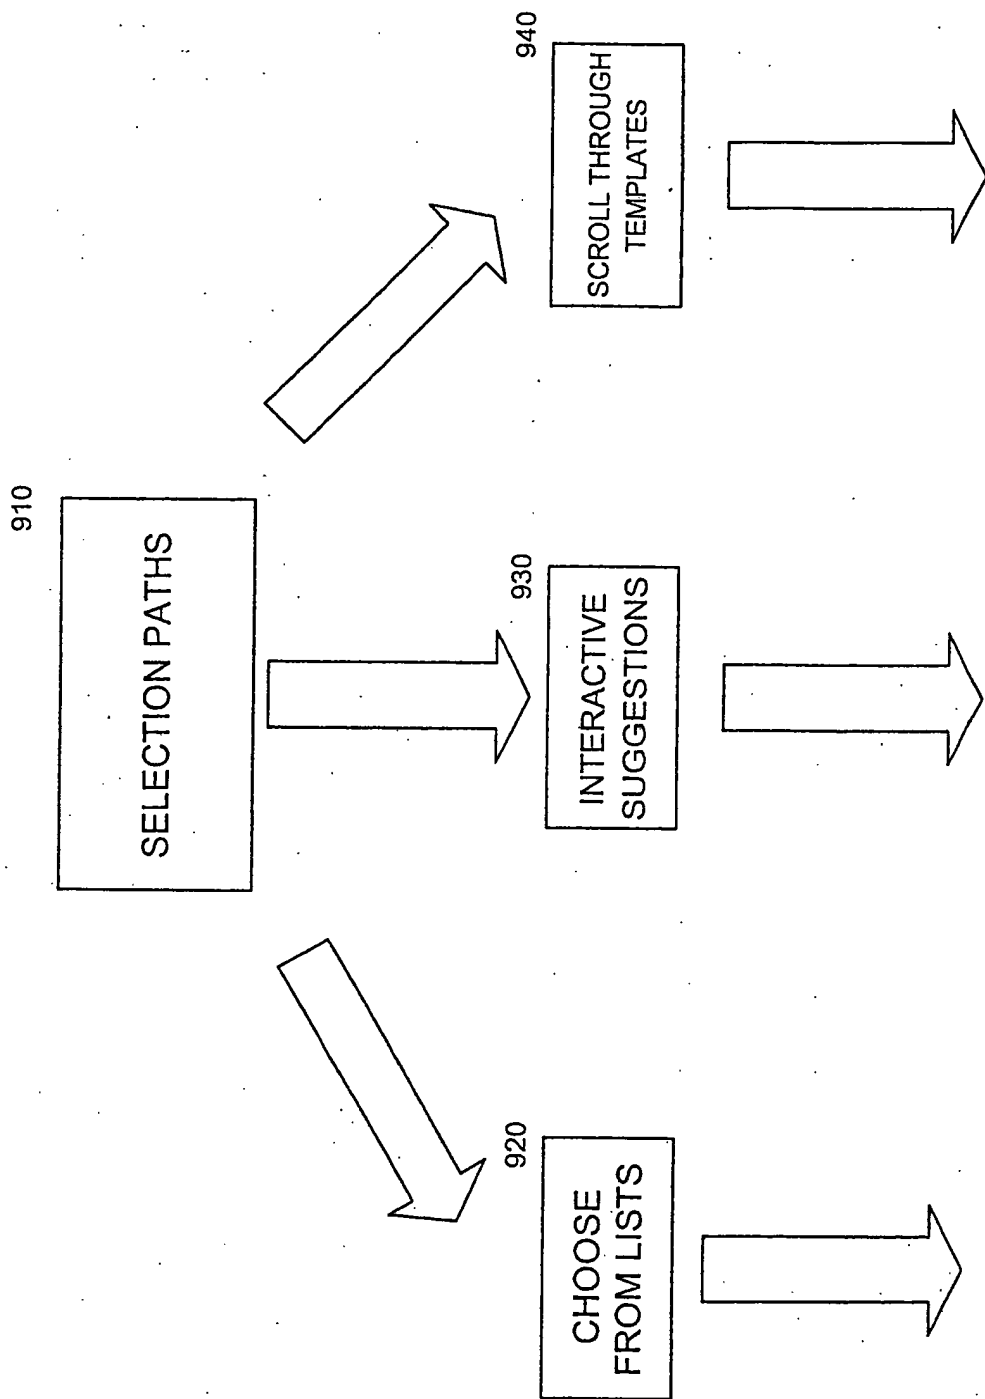 910
SELECTION PATHS
920
CHOOSE
FROM LISTS
930
INTERACTIVE
SUGGESTIONS
940
SCROLL THROUGH
TEMPLATES